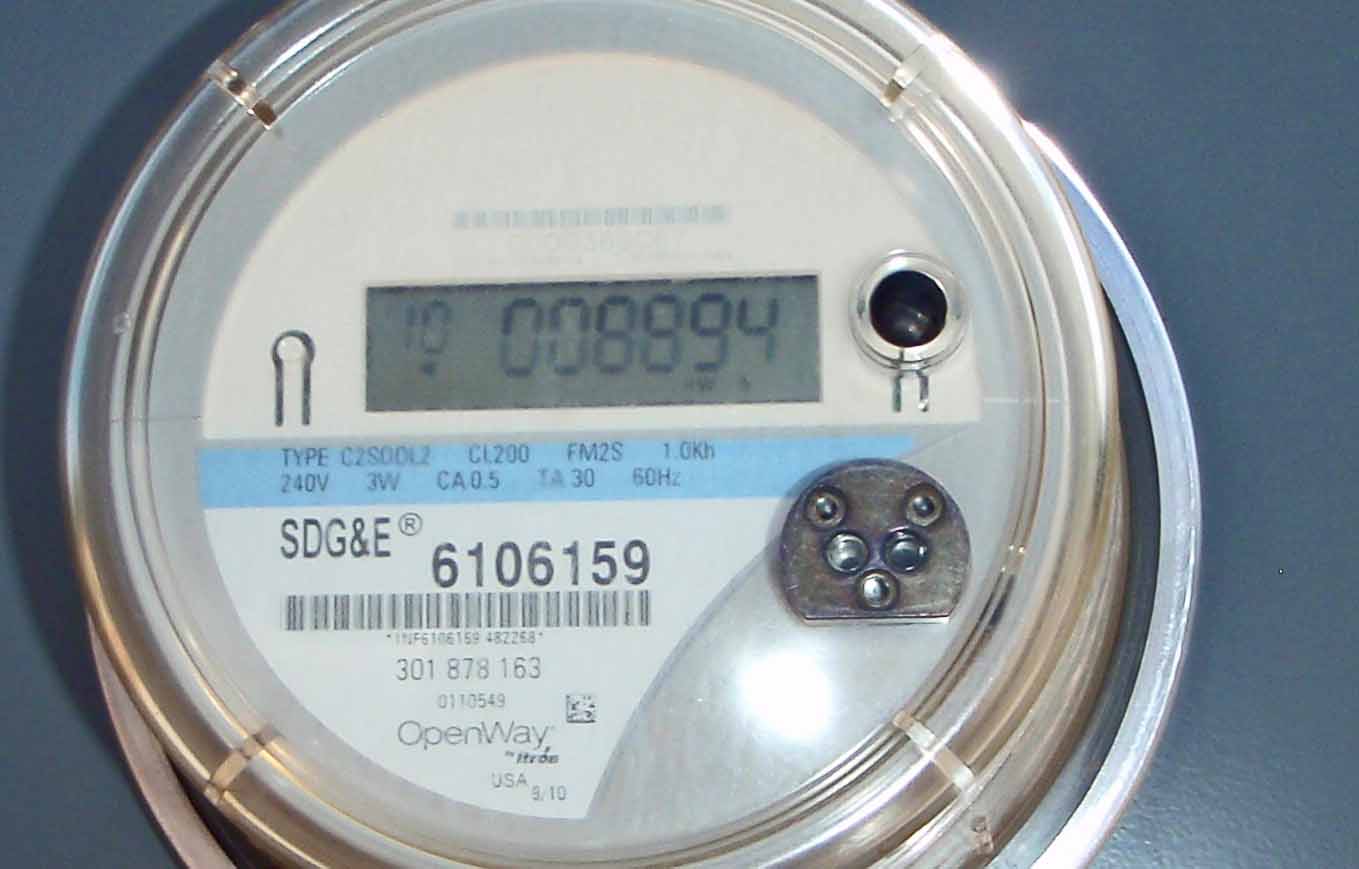 10 008894
TYPE C2SODL2 CL200 FM2S 1.0Kh
240V 3W CA 0.5 TA 30 60Hz
SDG&E®
6106159
*INF6106159 482268*
301 878 163
0110549
OpenWay®
by Itron
USA
9/10